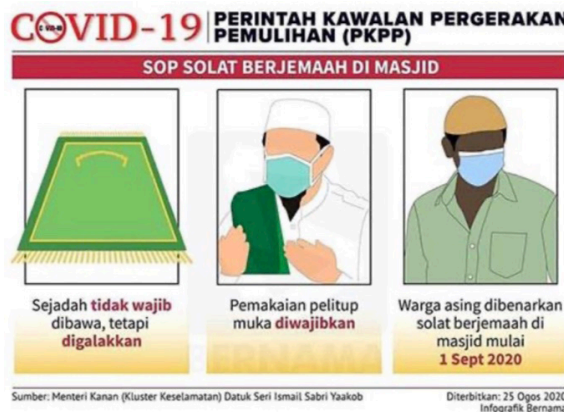 COVID-19
PERINTAH KAWALAN PERGERAKAN
PEMULIHAN (PKPP)
SOP SOLAT BERJEMAAH DI MASJID
Sejadah tidak wajib
dibawa, tetapi
digalakkan
Pemakaian pelitup
muka diwajibkan
Warga asing dibenarkan
solat berjemaah di
masjid mulai
1 Sept 2020
BERNAMA
Sumber: Menteri Kanan (Kluster Keselamatan) Datuk Seri Ismail Sabri Yaakob
Diterbitkan: 25 Ogos 2020
Infografik Bernama